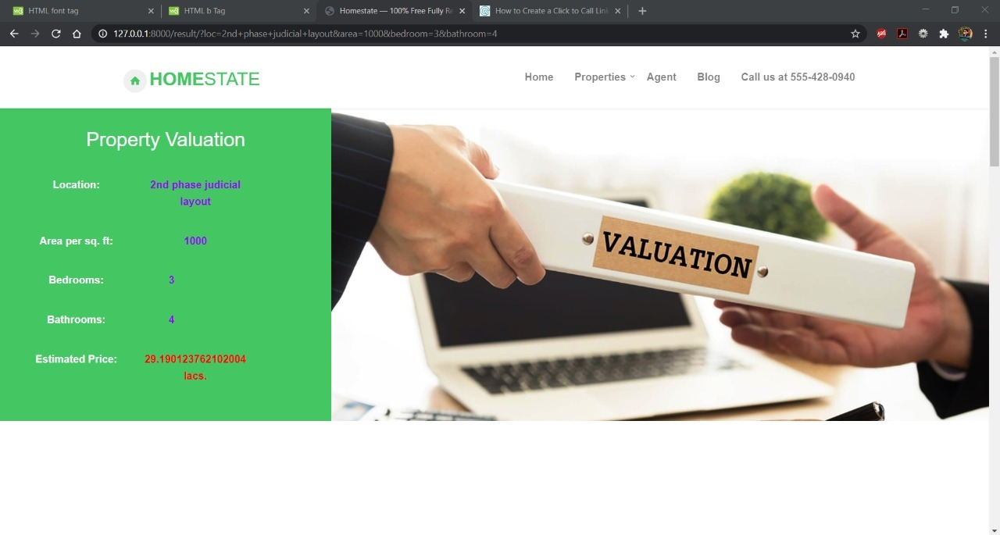 HTML font tag
HTML b Tag
Homestate — 100% Free Fully Re
How to Create a Click to Call Link
127.0.0.1:8000/result/?loc=2nd+phase+judicial+layout&area=1000&bedroom=3&bathroom=4
HOMESTATE
Home Properties Agent Blog Call us at 555-428-0940
Property Valuation
Location: 2nd phase judicial
layout
Area per sq. ft: 1000
Bedrooms: 3
Bathrooms: 4
Estimated Price: 29.190123762102004
lacs.
VALUATION